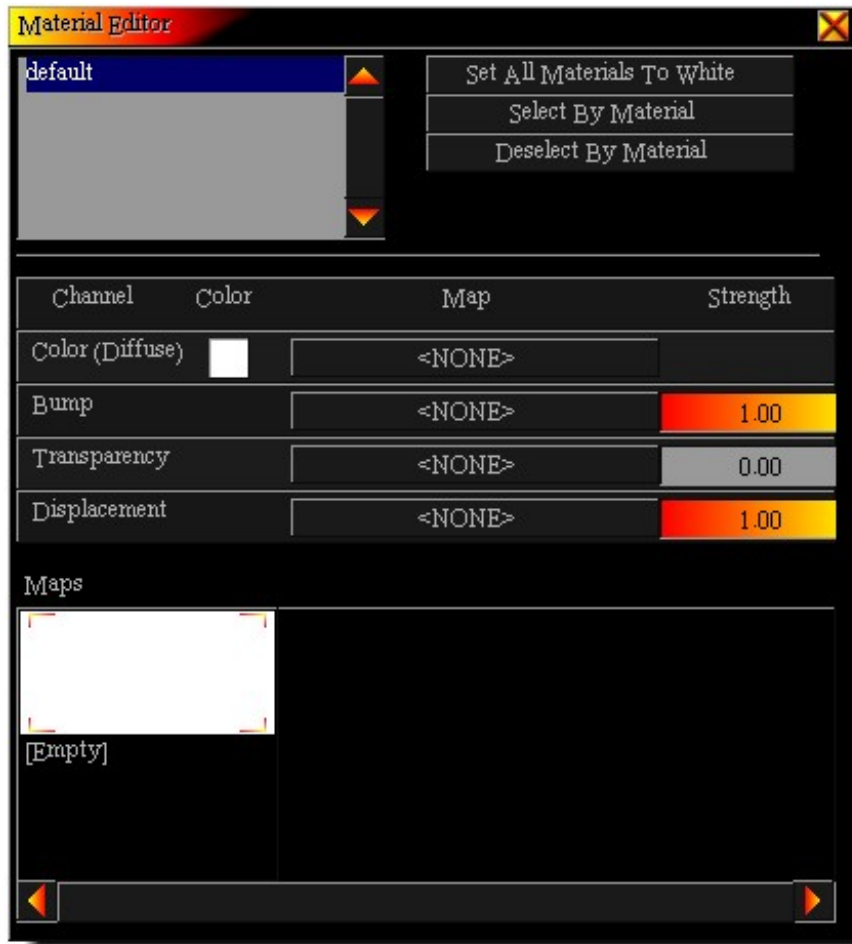 Material Editor
default
Set All Materials To White
Select By Material
Deselect By Material
Channel Color Map Strength
Color (Diffuse) <NONE>
Bump <NONE> 1.00
Transparency <NONE> 0.00
Displacement <NONE> 1.00
Maps
[Empty]